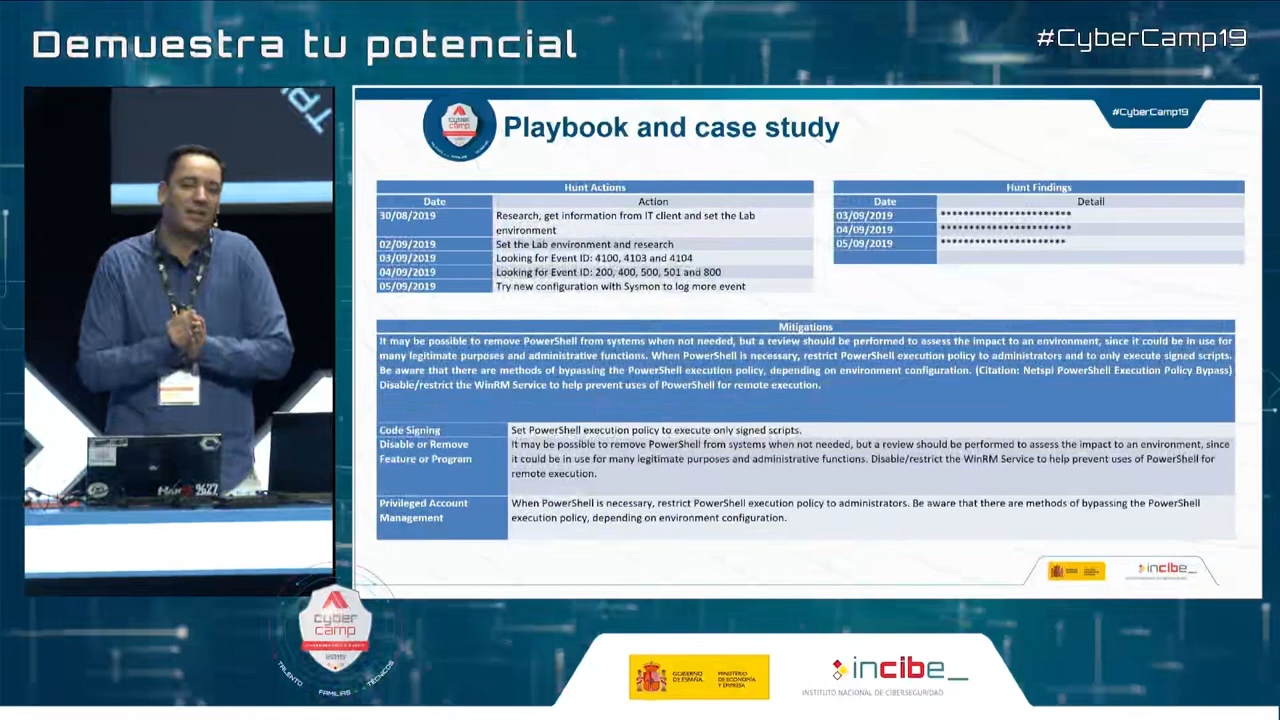 Demuestra tu potencial
#CyberCamp19
#CyberCamp19
cyber
camp
Playbook and case study
Hunt Actions
Date Action
30/08/2019 Research, get information from IT client and set the Lab
environment
02/09/2019 Set the Lab environment and research
03/09/2019 Looking for Event ID: 4100, 4103 and 4104
04/09/2019 Looking for Event ID: 200, 400, 500, 501 and 800
05/09/2019 Try new configuration with Sysmon to log more event
Hunt Findings
Date Detail
03/09/2019 ************************
04/09/2019 ************************
05/09/2019 ***********************
Mitigations
It may be possible to remove PowerShell from systems when not needed, but a review should be performed to assess the impact to an environment, since it could be in use for
many legitimate purposes and administrative functions. When PowerShell is necessary, restrict PowerShell execution policy to administrators and to only execute signed scripts.
Be aware that there are methods of bypassing the PowerShell execution policy, depending on environment configuration. (Citation: Netspi PowerShell Execution Policy Bypass)
Disable/restrict the WinRM Service to help prevent uses of PowerShell for remote execution.
Code Signing Set PowerShell execution policy to execute only signed scripts.
Disable or Remove It may be possible to remove PowerShell from systems when not needed, but a review should be performed to assess the impact to an environment, since
Feature or Program it could be in use for many legitimate purposes and administrative functions. Disable/restrict the WinRM Service to help prevent uses of PowerShell for
remote execution.
Privileged Account When PowerShell is necessary, restrict PowerShell execution policy to administrators. Be aware that there are methods of bypassing the PowerShell
Management execution policy, depending on environment configuration.
incibe_
cyber
camp
2019
TALENTO FAMILIAS TÉCNICOS
GOBIERNO
DE ESPAÑA
MINISTERIO
DE ECONOMÍA
Y EMPRESA
incibe_
INSTITUTO NACIONAL DE CIBERSEGURIDAD